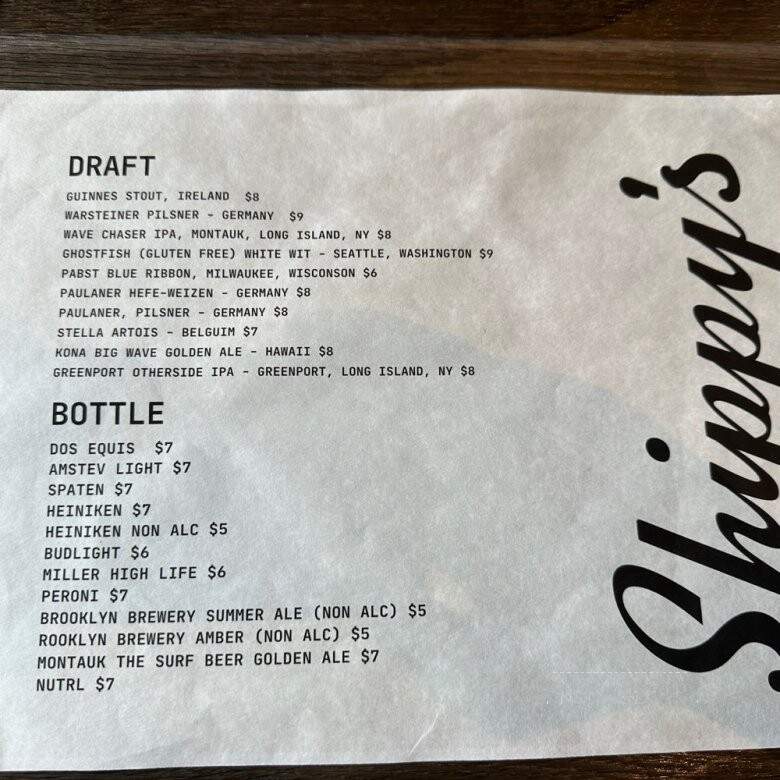 DRAFT
GUINNES STOUT, IRELAND $8
WARSTEINER PILSNER - GERMANY $9
WAVE CHASER IPA, MONTAUK, LONG ISLAND, NY $8
GHOSTFISH (GLUTEN FREE) WHITE WIT - SEATTLE, WASHINGTON $9
PABST BLUE RIBBON, MILWAUKEE, WISCONSON $6
PAULANER HEFE-WEIZEN - GERMANY $8
PAULANER, PILSNER - GERMANY $8
STELLA ARTOIS - BELGUIM $7
KONA BIG WAVE GOLDEN ALE - HAWAII $8
GREENPORT OTHERSIDE IPA - GREENPORT, LONG ISLAND, NY $8
BOTTLE
DOS EQUIS $7
AMSTEV LIGHT $7
SPATEN $7
HEINIKEN $7
HEINIKEN NON ALC $5
BUDLIGHT $6
MILLER HIGH LIFE $6
PERONI $7
BROOKLYN BREWERY SUMMER ALE (NON ALC) $5
ROOKLYN BREWERY AMBER (NON ALC) $5
MONTAUK THE SURF BEER GOLDEN ALE $7
NUTRL $7
Shippy's